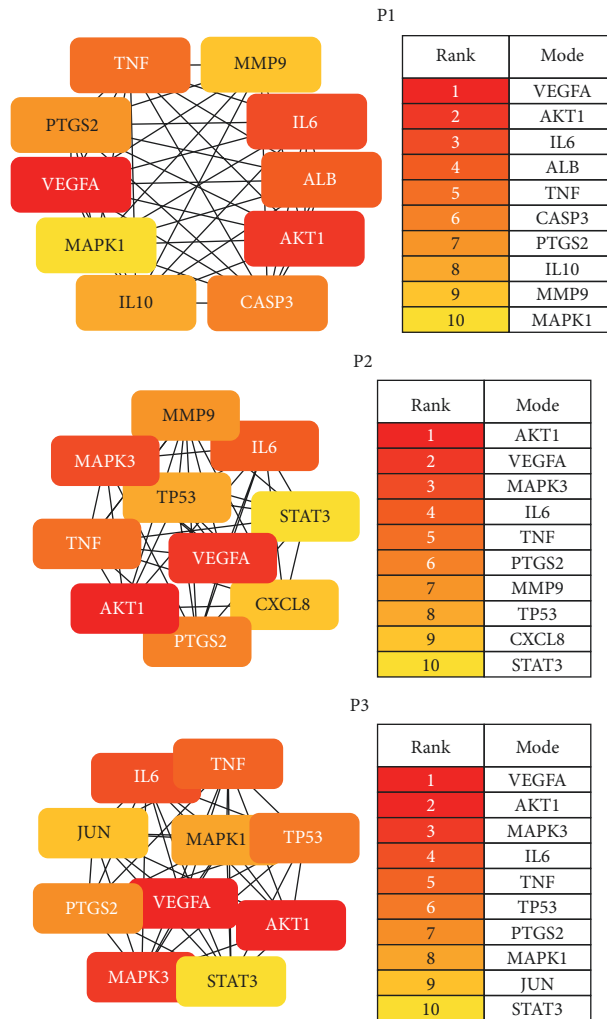 P1
TNF
MMP9
PTGS2
IL6
VEGFA
ALB
MAPK1
AKT1
IL10
CASP3
Rank Mode
1 VEGFA
2 AKT1
3 IL6
4 ALB
5 TNF
6 CASP3
7 PTGS2
8 IL10
9 MMP9
10 MAPK1
P2
MMP9
IL6
MAPK3
TP53
STAT3
TNF
VEGFA
AKT1
CXCL8
PTGS2
Rank Mode
1 AKT1
2 VEGFA
3 MAPK3
4 IL6
5 TNF
6 PTGS2
7 MMP9
8 TP53
9 CXCL8
10 STAT3
P3
TNF
IL6
JUN
MAPK1
TP53
PTGS2
VEGFA
AKT1
MAPK3
STAT3
Rank Mode
1 VEGFA
2 AKT1
3 MAPK3
4 IL6
5 TNF
6 TP53
7 PTGS2
8 MAPK1
9 JUN
10 STAT3